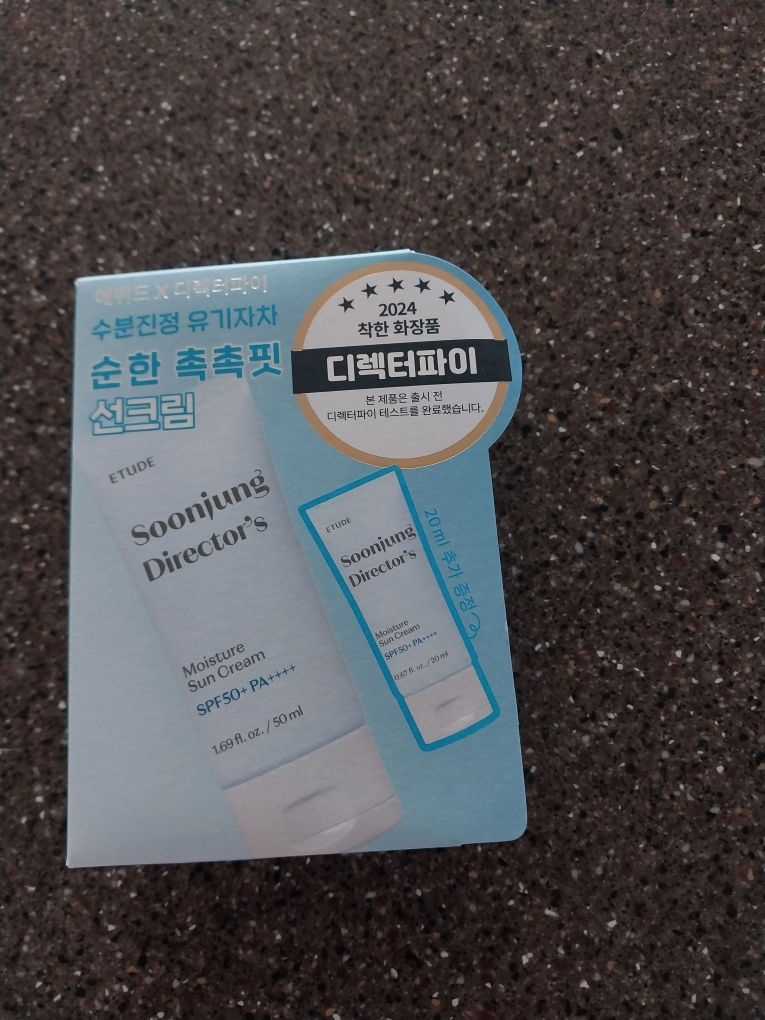 에뛰드 X 디렉터파이
수분진정 유기자차
순한 촉촉핏
선크림
★★★★★
2024
착한 화장품
디렉터파이
본 제품은 출시 전
디렉터파이 테스트를 완료했습니다.
ETUDE
Soonjung
Director's
Moisture
Sun Cream
SPF50+ PA++++
1.69 fl. oz. / 50 ml
ETUDE
Soonjung
Director's
Moisture
Sun Cream
SPF50+ PA++++
0.67 fl. oz. / 20 ml
20 ml 추가 증정